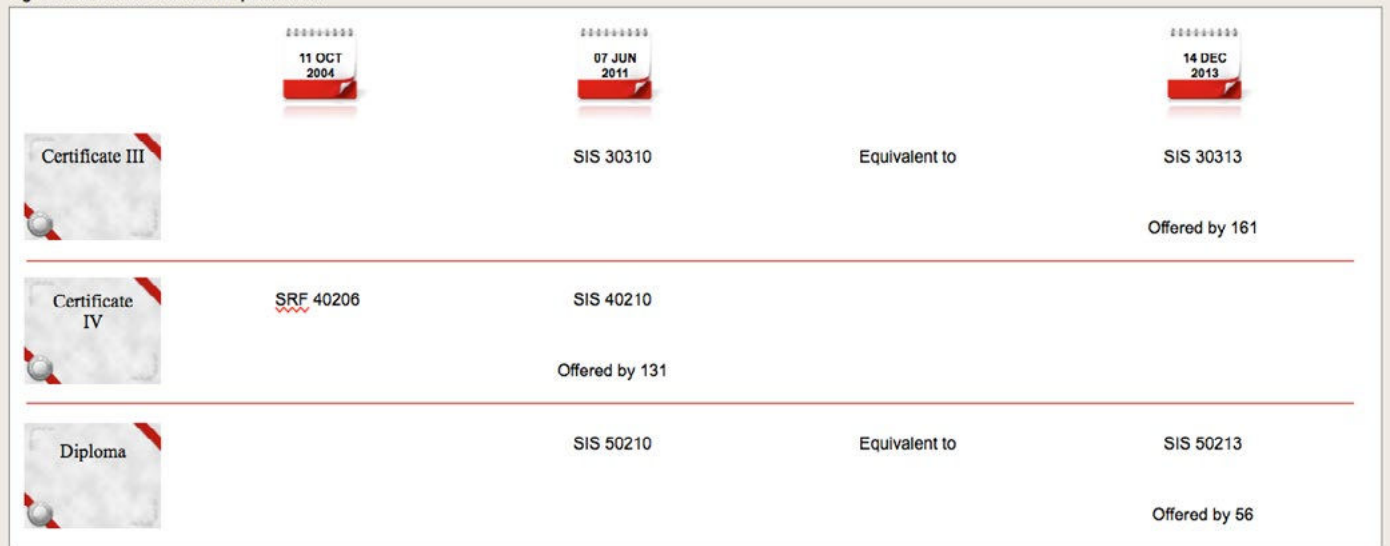 11 OCT
2004
07 JUN
2011
14 DEC
2013
Certificate III
SIS 30310
Equivalent to
SIS 30313
Offered by 161
Certificate
IV
SRF 40206
SIS 40210
Offered by 131
Diploma
SIS 50210
Equivalent to
SIS 50213
Offered by 56